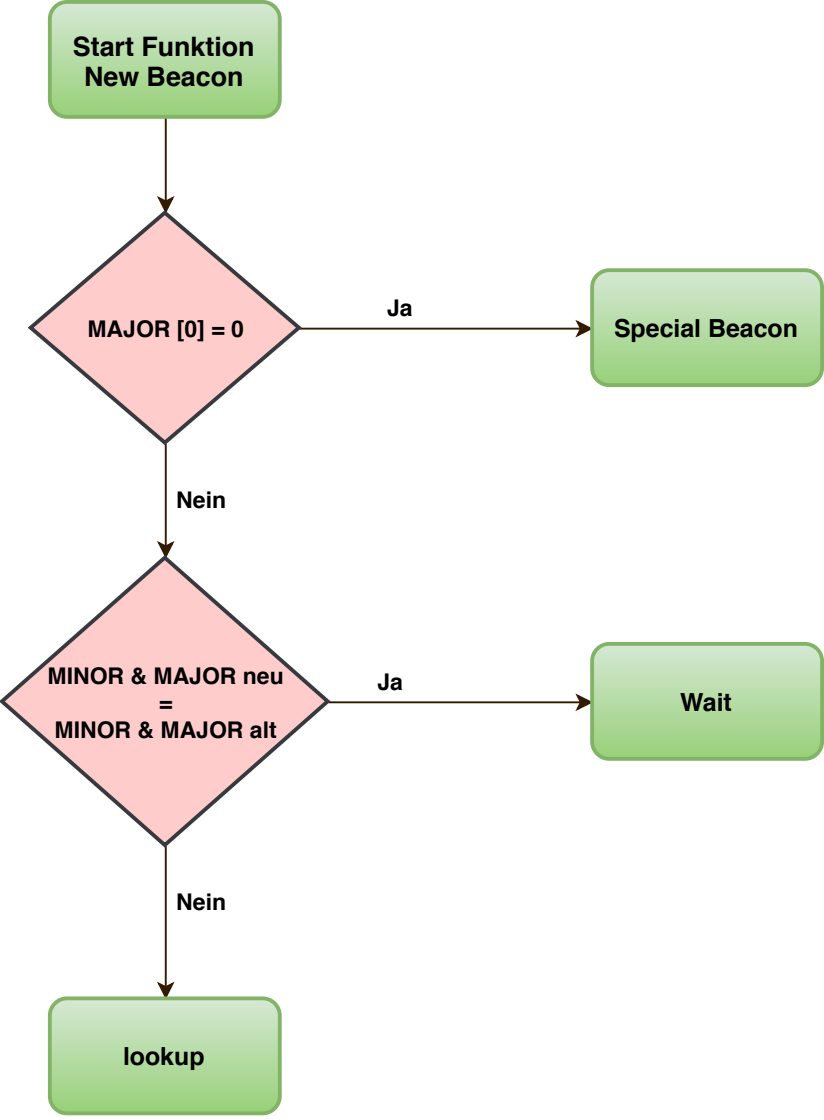 Start Funktion
New Beacon
MAJOR [0] = 0
Ja
Special Beacon
Nein
MINOR & MAJOR neu
=
MINOR & MAJOR alt
Ja
Wait
Nein
lookup